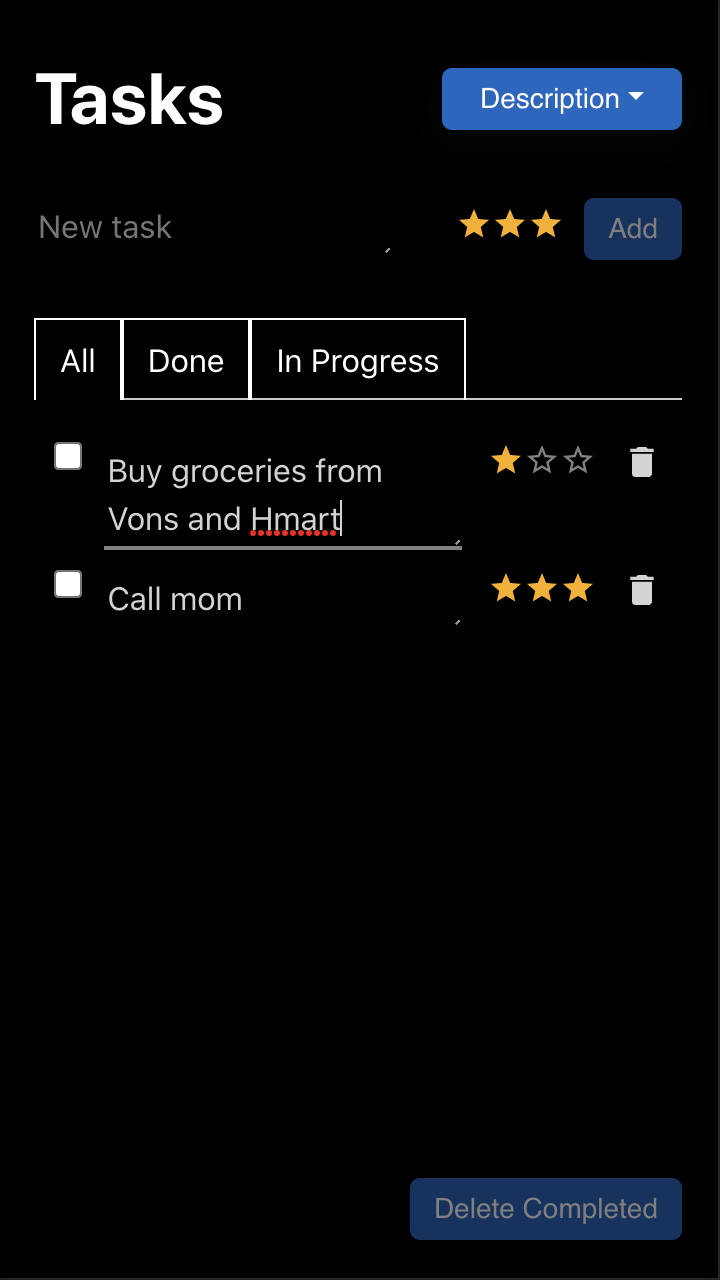 Tasks
Description
New task
Add
All
Done
In Progress
Buy groceries from
Vons and Hmart
Call mom
Delete Completed